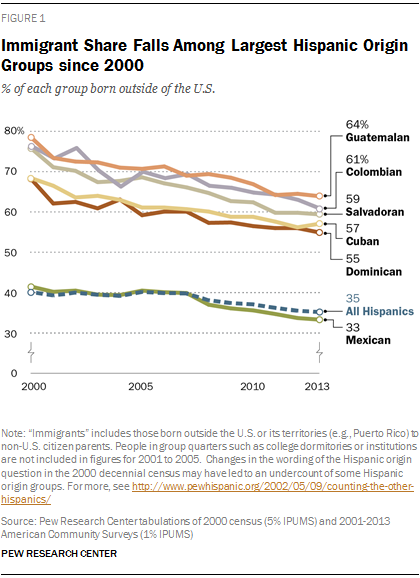 FIGURE 1
Immigrant Share Falls Among Largest Hispanic Origin
Groups since 2000
% of each group born outside of the U.S.
80%
70
60
50
40
30
0
2000
2005
2010
2013
64%
Guatemalan
61%
Colombian
59
Salvadoran
57
Cuban
55
Dominican
35
All Hispanics
33
Mexican
Note: “Immigrants” includes those born outside the U.S. or its territories (e.g., Puerto Rico) to
non-U.S. citizen parents. People in group quarters such as college dormitories or institutions
are not included in figures for 2001 to 2005. Changes in the wording of the Hispanic origin
question in the 2000 decennial census may have led to an undercount of some Hispanic
origin groups. For more, see http://www.pewhispanic.org/2002/05/09/counting-the-other-
hispanics/
Source: Pew Research Center tabulations of 2000 census (5% IPUMS) and 2001-2013
American Community Surveys (1% IPUMS)
PEW RESEARCH CENTER